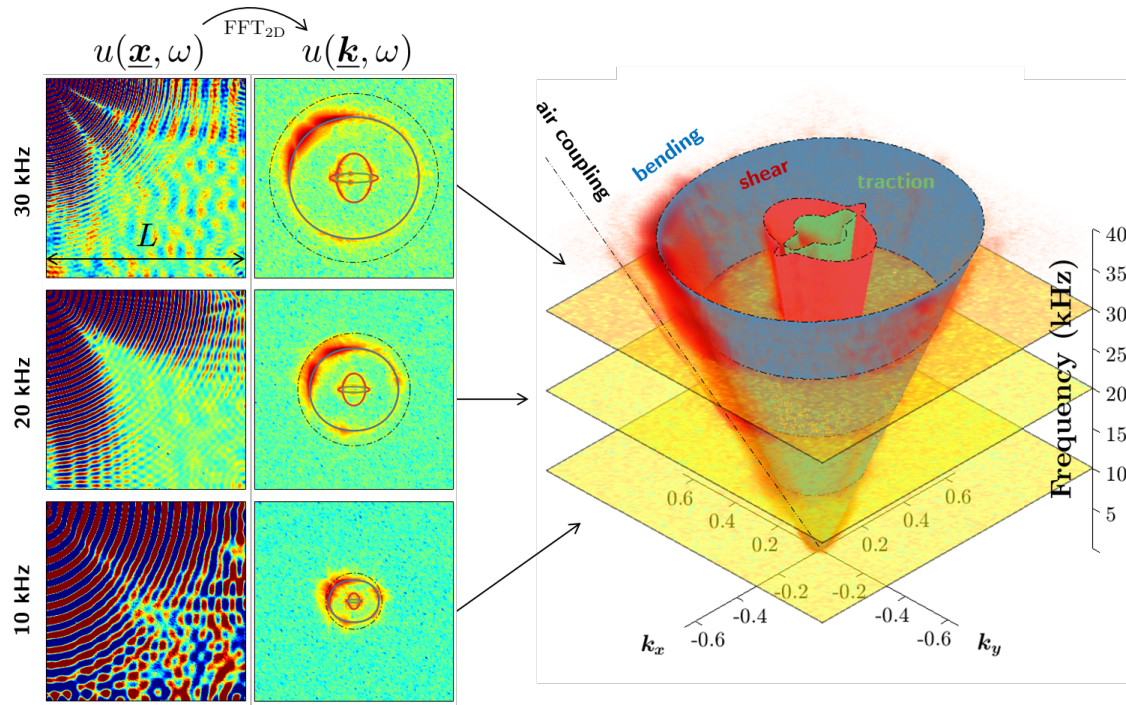 FFT2D
u(x, ω)
u(k, ω)
30 kHz
L
20 kHz
10 kHz
air coupling
bending
shear
traction
Frequency (kHz)
40
35
30
25
20
15
10
5
0.6
0.4
0.2
-0.2
-0.4
-0.6
kx
0.6
0.4
0.2
-0.2
-0.4
-0.6
ky